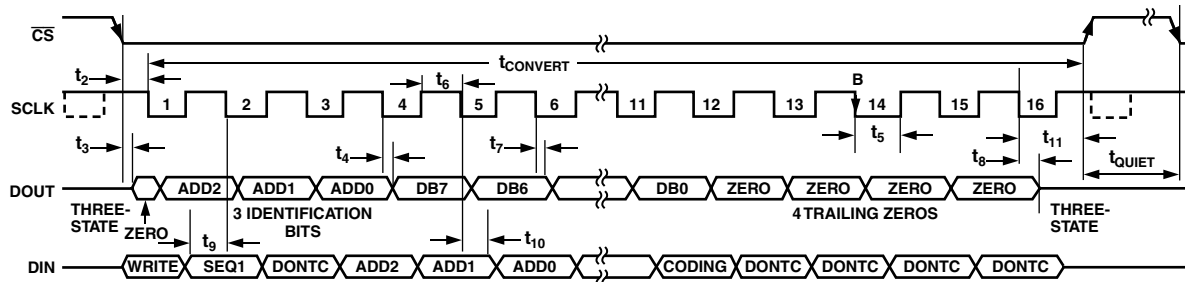 CS
t2
tCONVERT
t6
B
SCLK
1 2 3 4 5 6 11 12 13 14 15 16
t3
t4
t7
t5
t11
t8
tQUIET
DOUT
ADD2 ADD1 ADD0 DB7 DB6 DB0 ZERO ZERO ZERO ZERO
THREE-
STATE
ZERO
3 IDENTIFICATION
BITS
4 TRAILING ZEROS
THREE-
STATE
t9
t10
DIN
WRITE SEQ1 DONTC ADD2 ADD1 ADD0 CODING DONTC DONTC DONTC DONTC